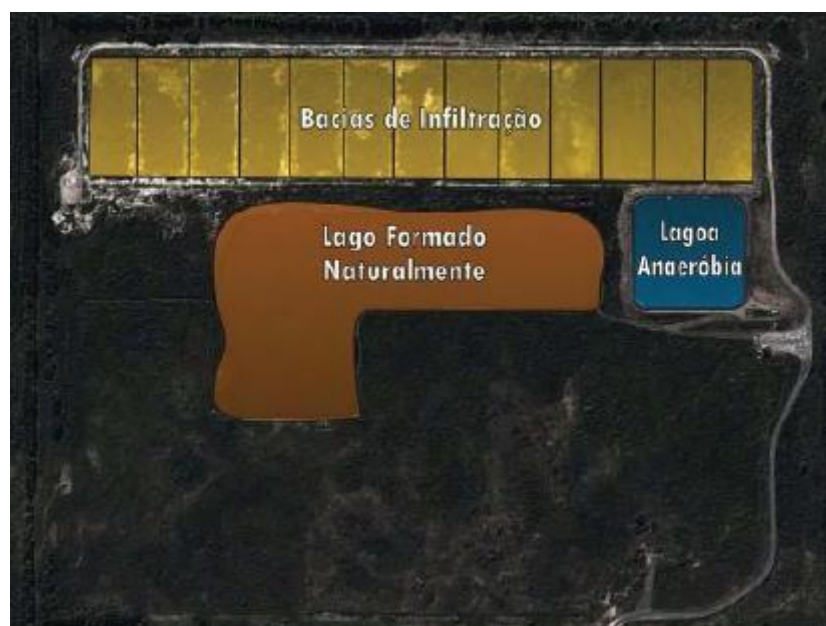 Bacias de Infiltração
Lago Formado
Naturalmente
Lagoa
Anaeróbia